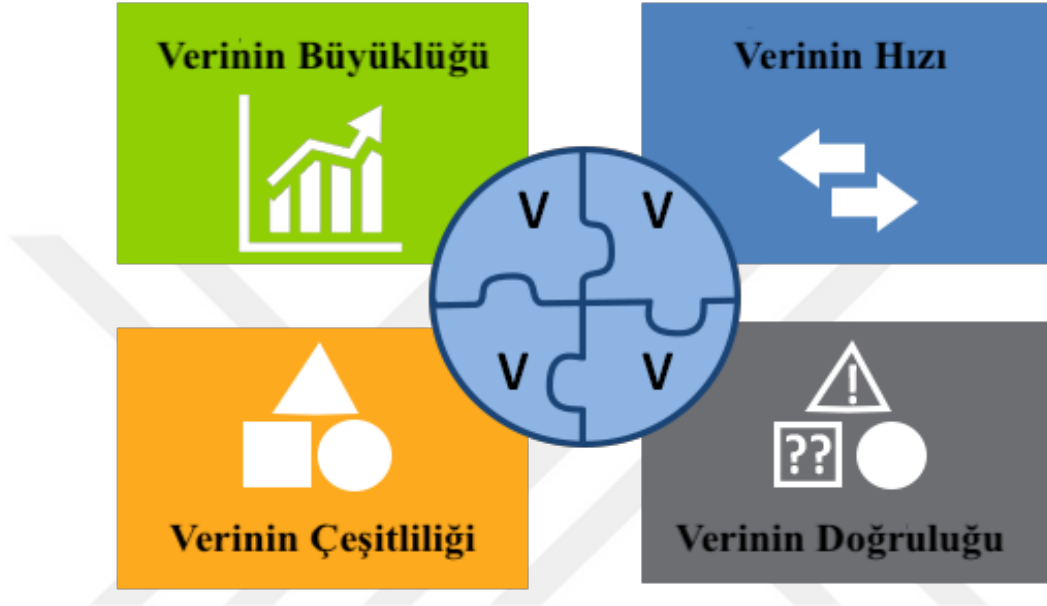 Verinin Büyüklüğü
Verinin Hızı
V
V
V
V
!
??
Verinin Çeşitliliği
Verinin Doğruluğu